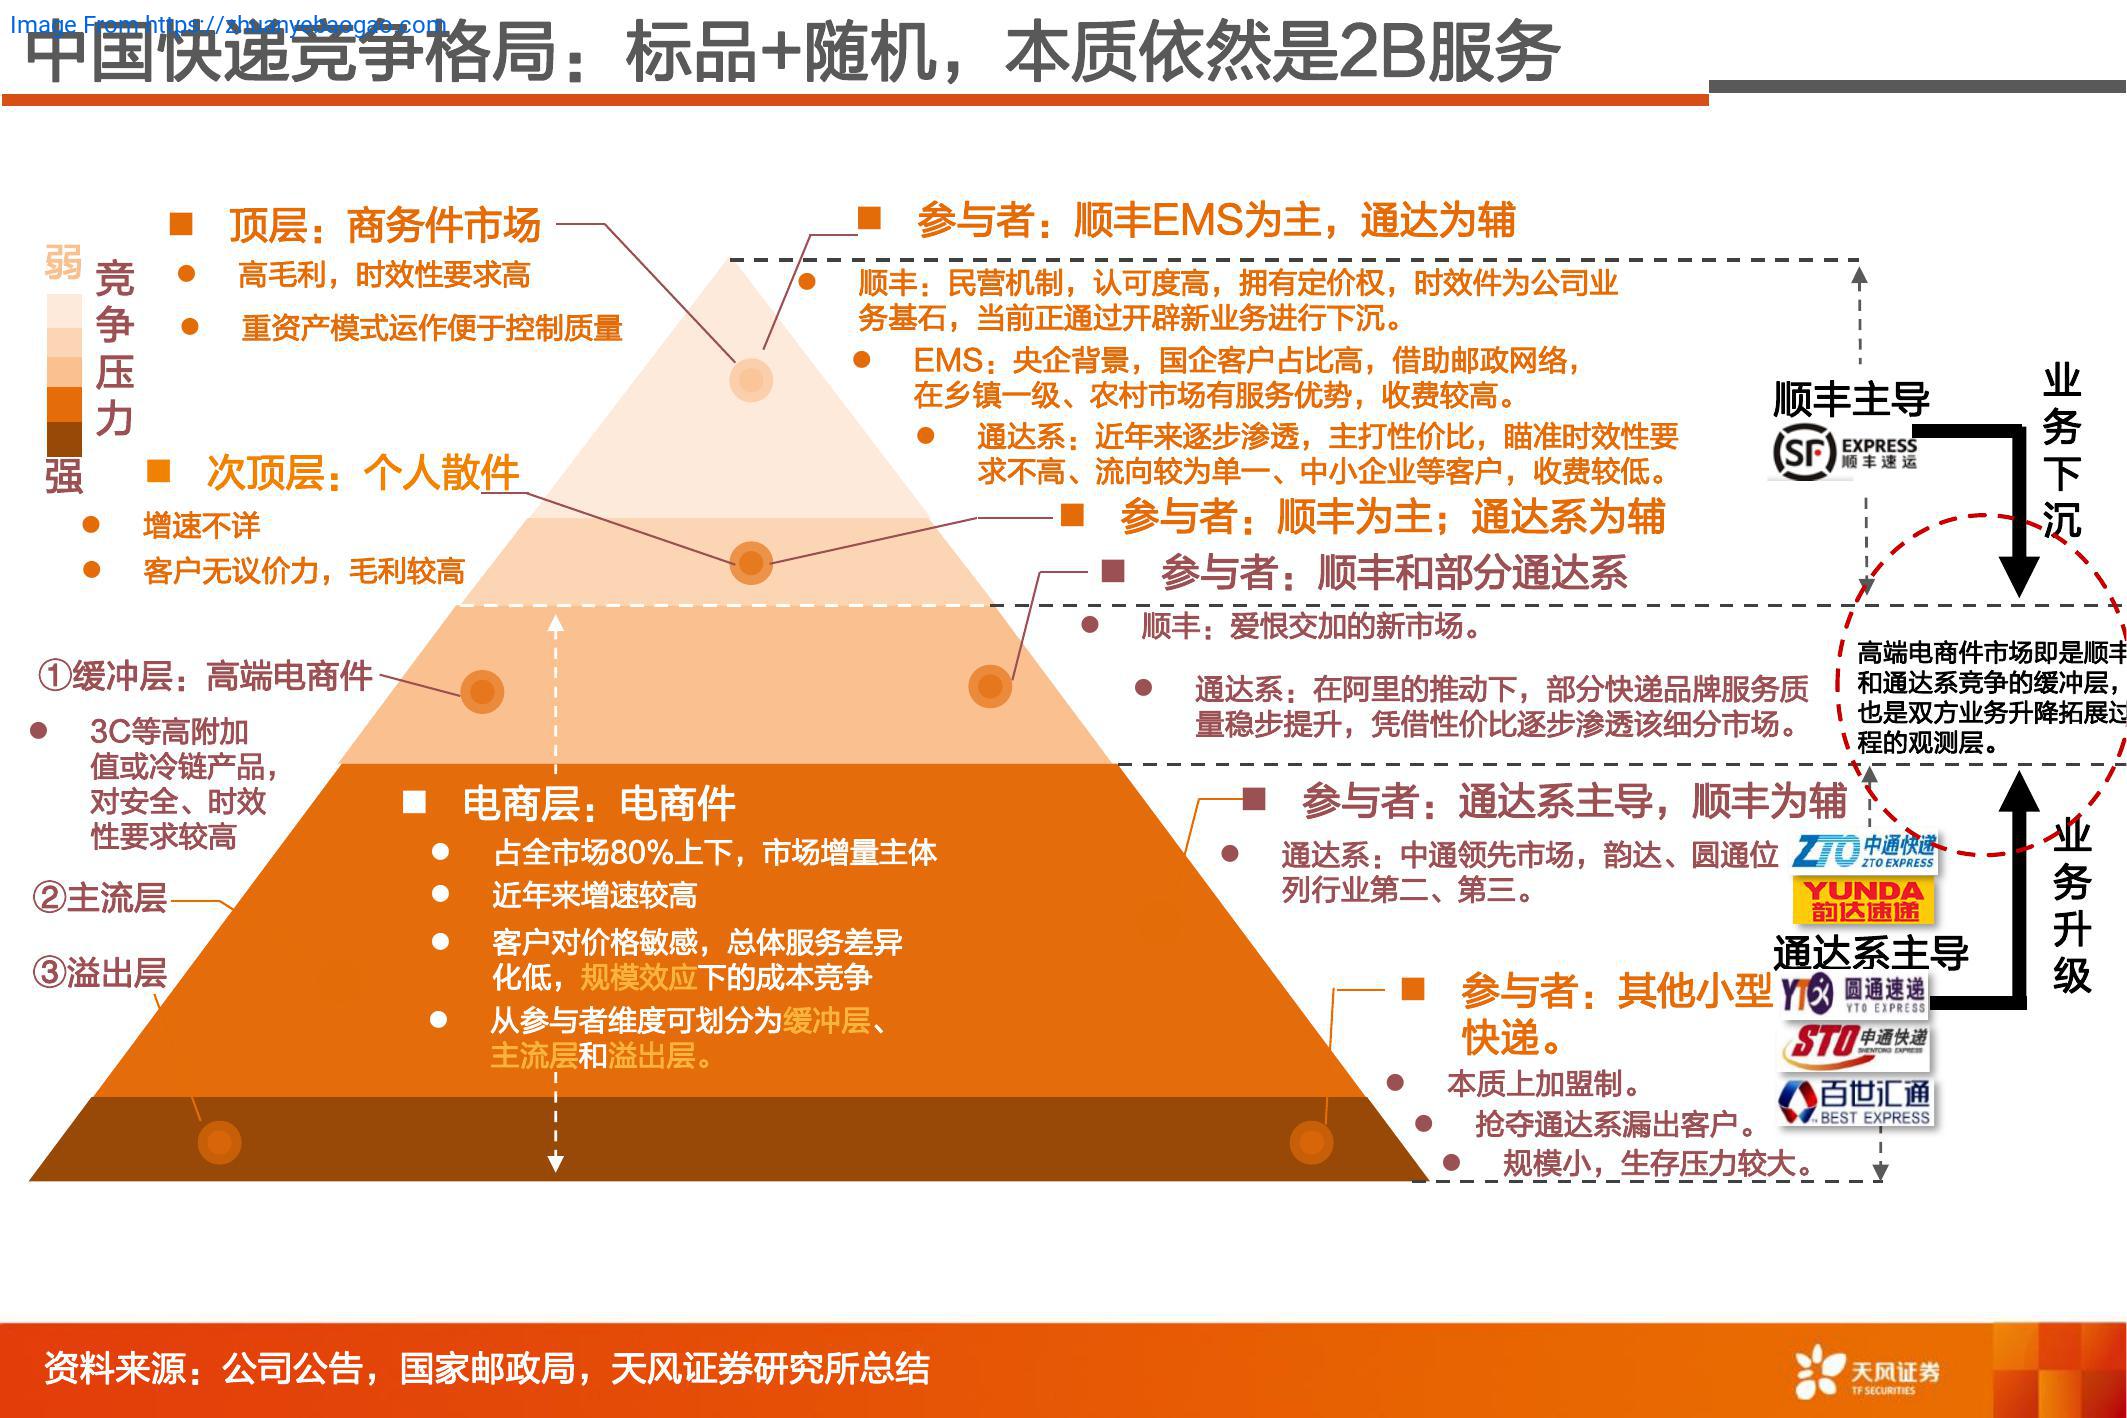 Image From https://zhuanyebaogao.com
中国快递竞争格局：标品+随机，本质依然是2B服务
弱
竞争压力
强
■ 顶层：商务件市场
● 高毛利，时效性要求高
● 重资产模式运作便于控制质量
■ 参与者：顺丰EMS为主，通达为辅
● 顺丰：民营机制，认可度高，拥有定价权，时效件为公司业
务基石，当前正通过开辟新业务进行下沉。
● EMS：央企背景，国企客户占比高，借助邮政网络，
在乡镇一级、农村市场有服务优势，收费较高。
● 通达系：近年来逐步渗透，主打性价比，瞄准时效性要
求不高、流向较为单一、中小企业等客户，收费较低。
■ 次顶层：个人散件
● 增速不详
● 客户无议价力，毛利较高
■ 参与者：顺丰为主；通达系为辅
■ 参与者：顺丰和部分通达系
● 顺丰：爱恨交加的新市场。
● 通达系：在阿里的推动下，部分快递品牌服务质
量稳步提升，凭借性价比逐步渗透该细分市场。
①缓冲层：高端电商件
● 3C等高附加
值或冷链产品，
对安全、时效
性要求较高
②主流层
③溢出层
■ 电商层：电商件
● 占全市场80%上下，市场增量主体
● 近年来增速较高
● 客户对价格敏感，总体服务差异
化低，规模效应下的成本竞争
● 从参与者维度可划分为缓冲层、
主流层和溢出层。
■ 参与者：通达系主导，顺丰为辅
● 通达系：中通领先市场，韵达、圆通位
列行业第二、第三。
■ 参与者：其他小型
快递。
● 本质上加盟制。
● 抢夺通达系漏出客户。
● 规模小，生存压力较大。
顺丰主导
SF EXPRESS
顺丰速运
业务下沉
高端电商件市场即是顺丰
和通达系竞争的缓冲层，
也是双方业务升降拓展过
程的观测层。
业务升级
ZTO 中通快递
ZTO EXPRESS
YUNDA
韵达速递
通达系主导
YTO 圆通速递
YTO EXPRESS
STO 申通快递
SHENTONG EXPRESS
百世汇通
BEST EXPRESS
资料来源：公司公告，国家邮政局，天风证券研究所总结
天风证券
TF SECURITIES